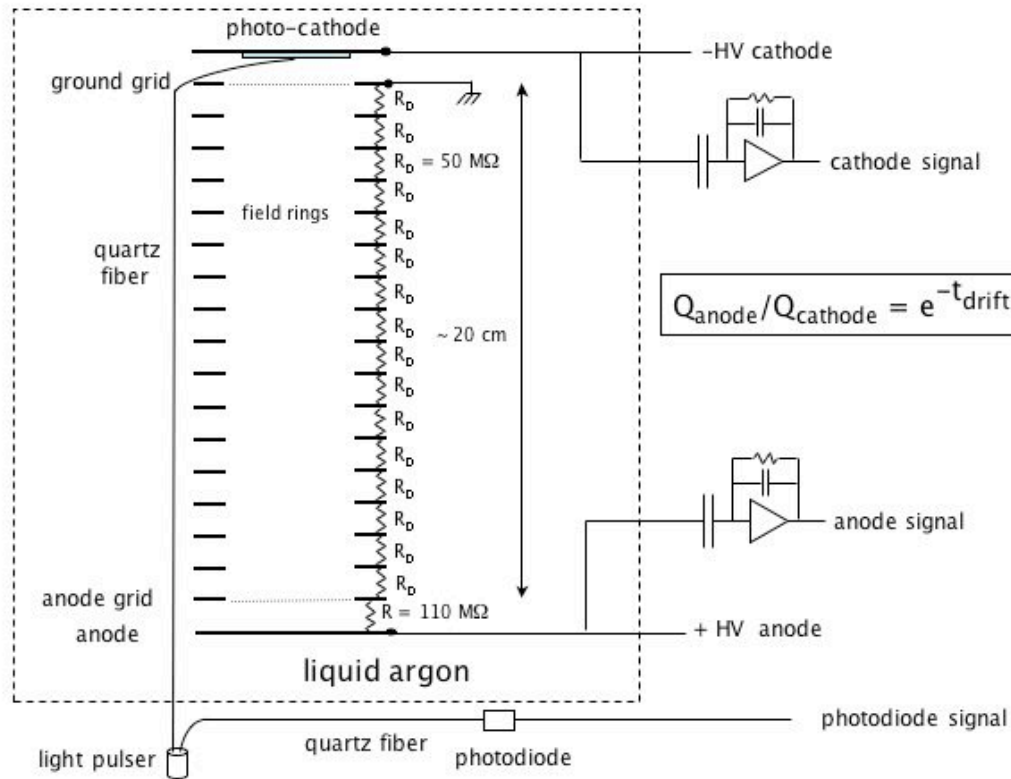 photo-cathode
-HV cathode
ground grid
R_D
R_D
R_D = 50 MΩ
cathode signal
R_D
field rings
R_D
quartz
fiber
R_D
R_D
Q_anode/Q_cathode = e^-t_drift
R_D
~ 20 cm
R_D
R_D
R_D
R_D
R_D
R_D
anode signal
R_D
R_D
anode grid
R_D
R = 110 MΩ
anode
+ HV anode
liquid argon
photodiode signal
quartz fiber
photodiode
light pulser